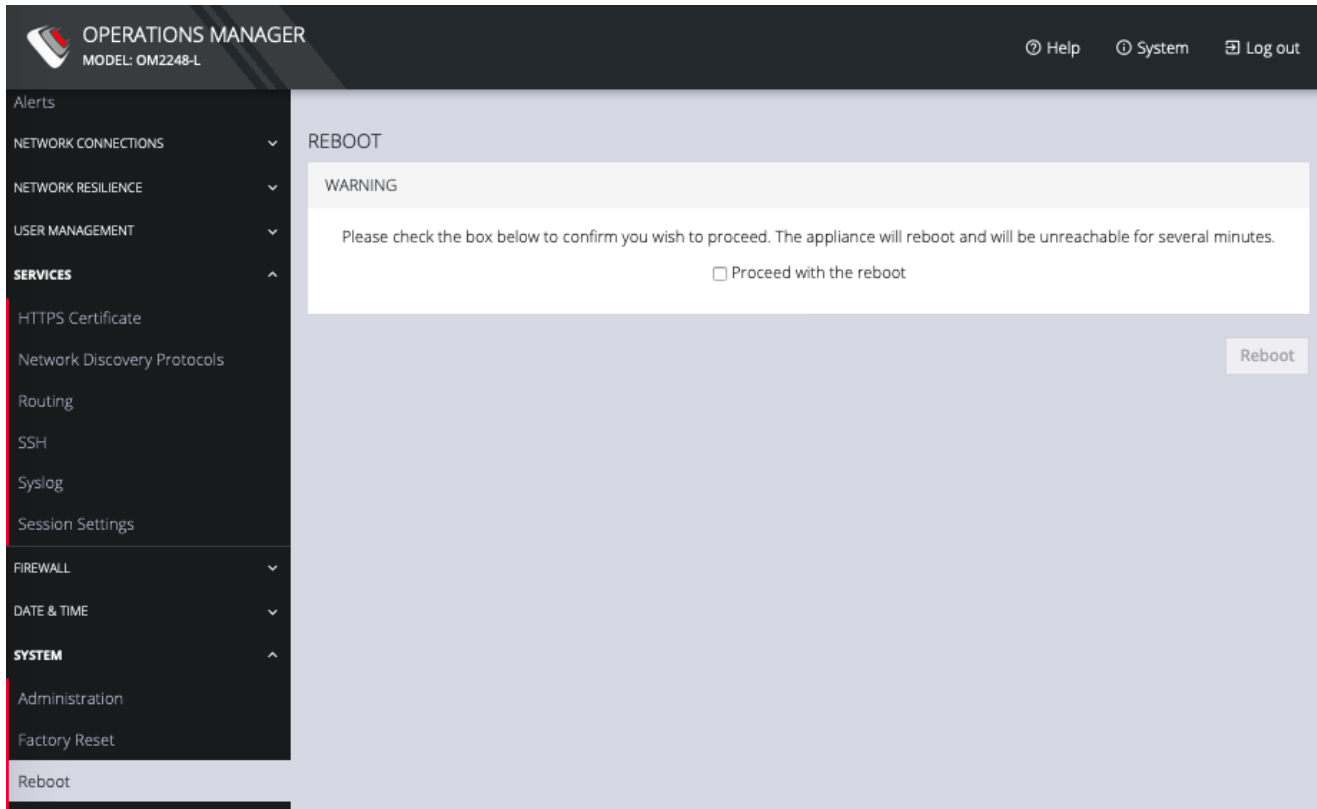 OPERATIONS MANAGER
MODEL: OM2248-L
Help
System
Log out
Alerts
NETWORK CONNECTIONS
NETWORK RESILIENCE
USER MANAGEMENT
SERVICES
HTTPS Certificate
Network Discovery Protocols
Routing
SSH
Syslog
Session Settings
FIREWALL
DATE & TIME
SYSTEM
Administration
Factory Reset
Reboot
REBOOT
WARNING
Please check the box below to confirm you wish to proceed. The appliance will reboot and will be unreachable for several minutes.
Proceed with the reboot
Reboot